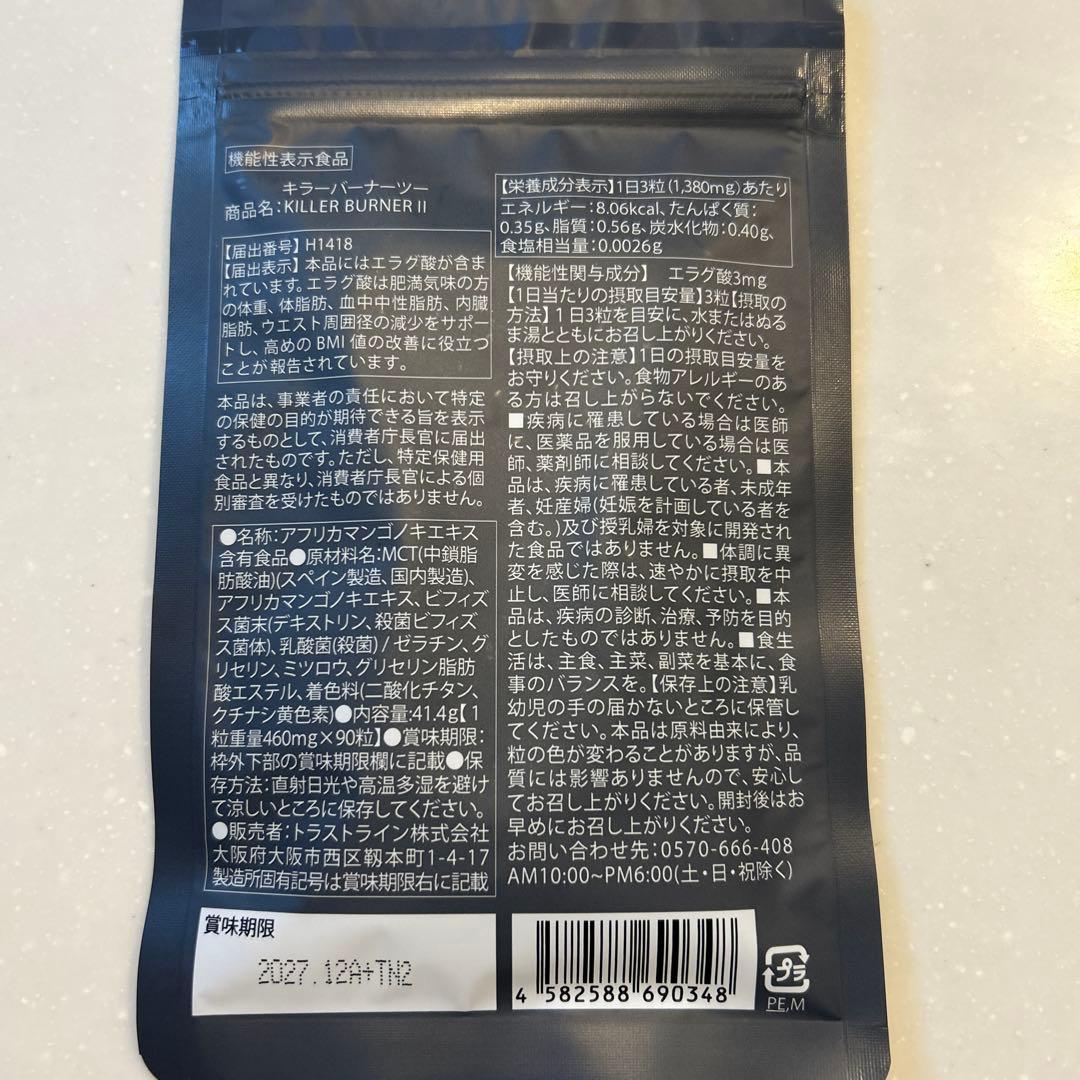 機能性表示食品
キラーバーナーツー
商品名:KILLER BURNER II
【届出番号】H1418
【届出表示】本品にはエラグ酸が含ま
れています。エラグ酸は肥満気味の方
の体重、体脂肪、血中中性脂肪、内臓
脂肪、ウエスト周囲径の減少をサポー
トし、高めのBMI値の改善に役立つ
ことが報告されています。
本品は、事業者の責任において特定
の保健の目的が期待できる旨を表示
するものとして、消費者庁長官に届出
されたものです。ただし、特定保健用
食品と異なり、消費者庁長官による個
別審査を受けたものではありません。
●名称:アフリカマンゴノキエキス
含有食品●原材料名:MCT(中鎖脂
肪酸油)(スペイン製造、国内製造)、
アフリカマンゴノキエキス、ビフィズ
ス菌末(デキストリン、殺菌ビフィズ
ス菌体)、乳酸菌(殺菌)/ゼラチン、グ
リセリン、ミツロウ、グリセリン脂肪
酸エステル、着色料(二酸化チタン、
クチナシ黄色素)●内容量:41.4g【1
粒重量460mg×90粒】●賞味期限:
枠外下部の賞味期限欄に記載●保
存方法:直射日光や高温多湿を避け
て涼しいところに保存してください。
●販売者:トラストライン株式会社
大阪府大阪市西区靱本町1-4-17
製造所固有記号は賞味期限右に記載
【栄養成分表示】1日3粒(1,380mg)あたり
エネルギー:8.06kcal、たんぱく質:
0.35g、脂質:0.56g、炭水化物:0.40g、
食塩相当量:0.0026g
【機能性関与成分】 エラグ酸3mg
【1日当たりの摂取目安量】3粒【摂取の
方法】1日3粒を目安に、水またはぬる
ま湯とともにお召し上がりください。
【摂取上の注意】1日の摂取目安量を
お守りください。食物アレルギーのあ
る方は召し上がらないでください。
■疾病に罹患している場合は医師
に、医薬品を服用している場合は医
師、薬剤師に相談してください。■本
品は、疾病に罹患している者、未成年
者、妊産婦(妊娠を計画している者を
含む。)及び授乳婦を対象に開発され
た食品ではありません。■体調に異
変を感じた際は、速やかに摂取を中
止し、医師に相談してください。■本
品は、疾病の診断、治療、予防を目的
としたものではありません。■食生
活は、主食、主菜、副菜を基本に、食
事のバランスを。【保存上の注意】乳
幼児の手の届かないところに保管し
てください。本品は原料由来により、
粒の色が変わることがありますが、品
質には影響ありませんので、安心し
てお召し上がりください。開封後はお
早めにお召し上がりください。
お問い合わせ先:0570-666-408
AM10:00~PM6:00(土・日・祝除く)
賞味期限
2027.12A+TN2
4 582588 690348
プラ
PE,M